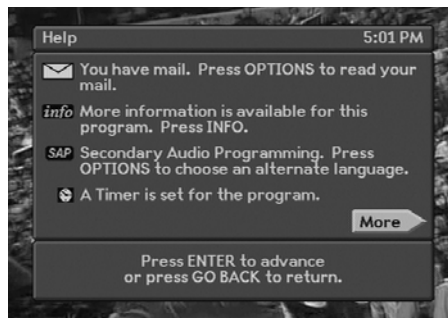 Help 5:01 PM
You have mail. Press OPTIONS to read your
mail.
info More information is available for this
program. Press INFO.
SAP Secondary Audio Programming. Press
OPTIONS to choose an alternate language.
A Timer is set for the program.
More
Press ENTER to advance
or press GO BACK to return.